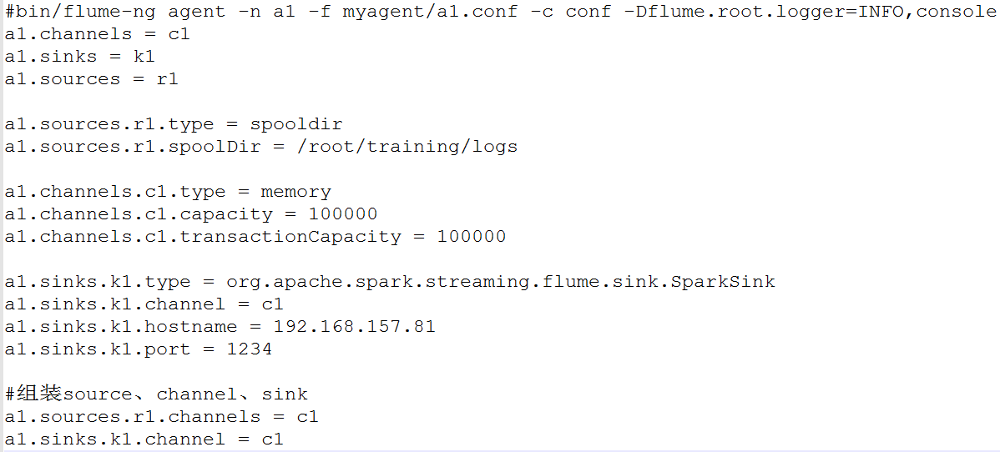 #bin/flume-ng agent -n a1 -f myagent/a1.conf -c conf -Dflume.root.logger=INFO,console
a1.channels = c1
a1.sinks = k1
a1.sources = r1
a1.sources.r1.type = spooldir
a1.sources.r1.spoolDir = /root/training/logs
a1.channels.c1.type = memory
a1.channels.c1.capacity = 100000
a1.channels.c1.transactionCapacity = 100000
a1.sinks.k1.type = org.apache.spark.streaming.flume.sink.SparkSink
a1.sinks.k1.channel = c1
a1.sinks.k1.hostname = 192.168.157.81
a1.sinks.k1.port = 1234
#组装source、channel、sink
a1.sources.r1.channels = c1
a1.sinks.k1.channel = c1